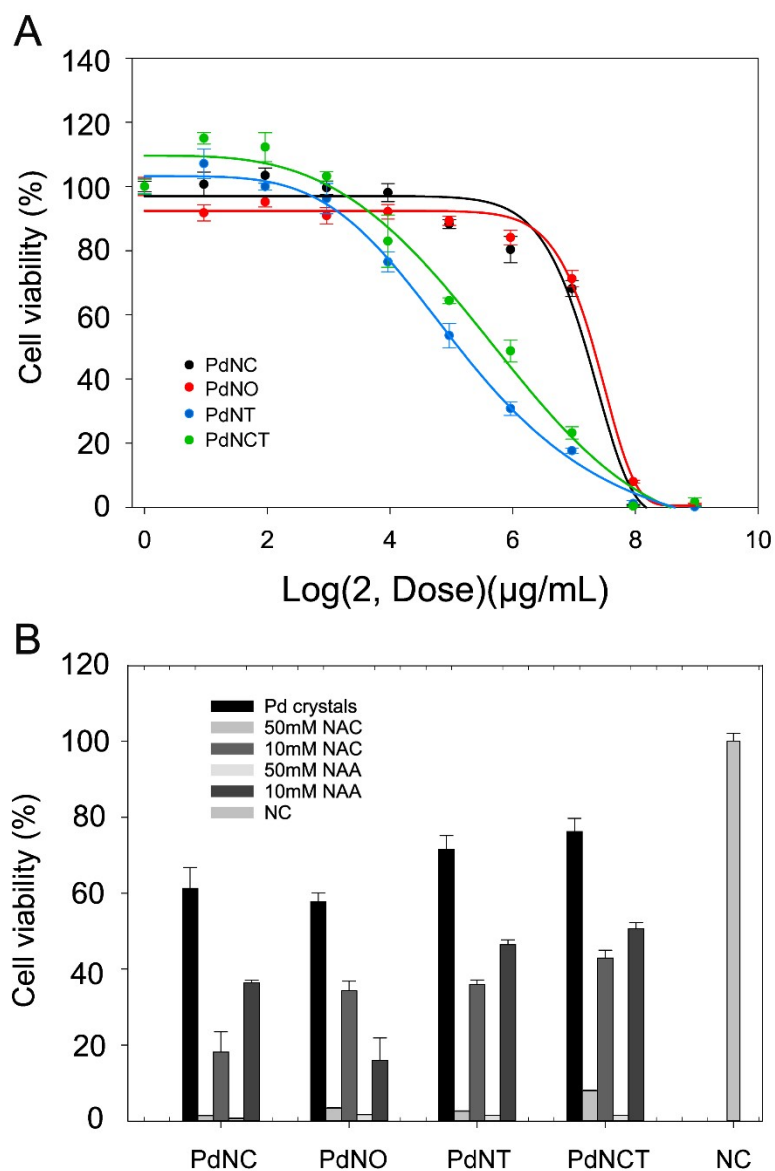 A
140
120
100
80
60
40
20
0
Cell viability (%)
PdNC
PdNO
PdNT
PdNCT
0 2 4 6 8 10
Log(2, Dose)(μg/mL)
B
120
100
80
60
40
20
0
Cell viability (%)
Pd crystals
50mM NAC
10mM NAC
50mM NAA
10mM NAA
NC
PdNC PdNO PdNT PdNCT NC